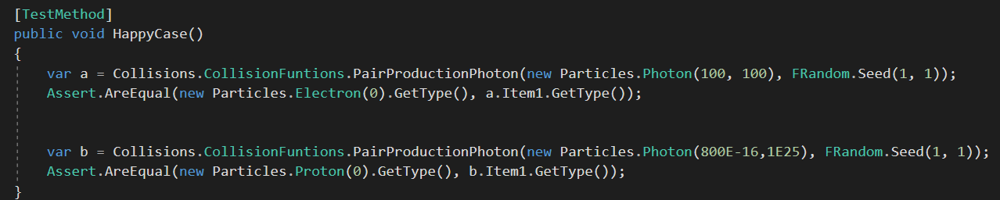 [TestMethod]
public void HappyCase()
{
var a = Collisions.CollisionFuntions.PairProductionPhoton(new Particles.Photon(100, 100), FRandom.Seed(1, 1));
Assert.AreEqual(new Particles.Electron(0).GetType(), a.Item1.GetType());
var b = Collisions.CollisionFuntions.PairProductionPhoton(new Particles.Photon(800E-16,1E25), FRandom.Seed(1, 1));
Assert.AreEqual(new Particles.Proton(0).GetType(), b.Item1.GetType());
}